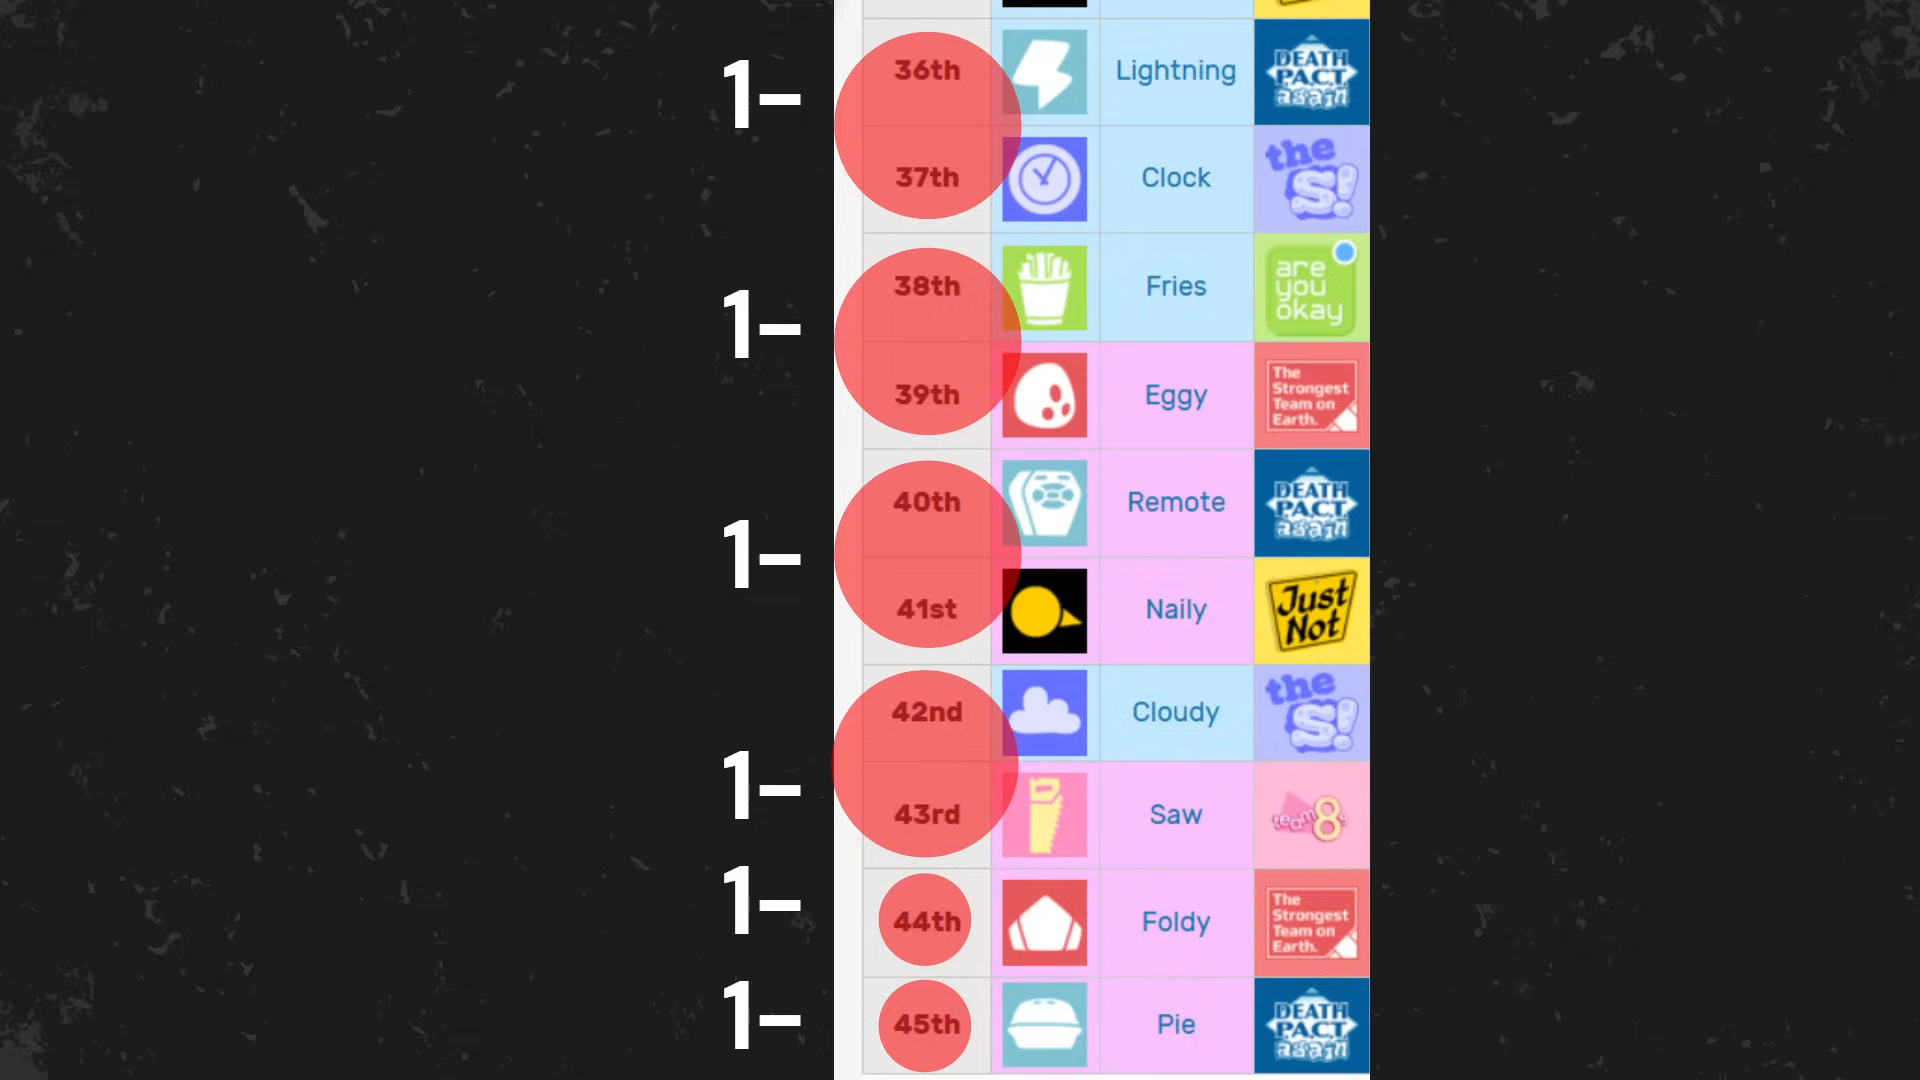 1–
36th Lightning DEATH PACT again
37th Clock the S!
1–
38th Fries are you okay
39th Eggy The Strongest Team on Earth.
1–
40th Remote DEATH PACT again
41st Naily Just Not
42nd Cloudy the S!
1–
43rd Saw team8s
1–
44th Foldy The Strongest Team on Earth.
1–
45th Pie DEATH PACT again